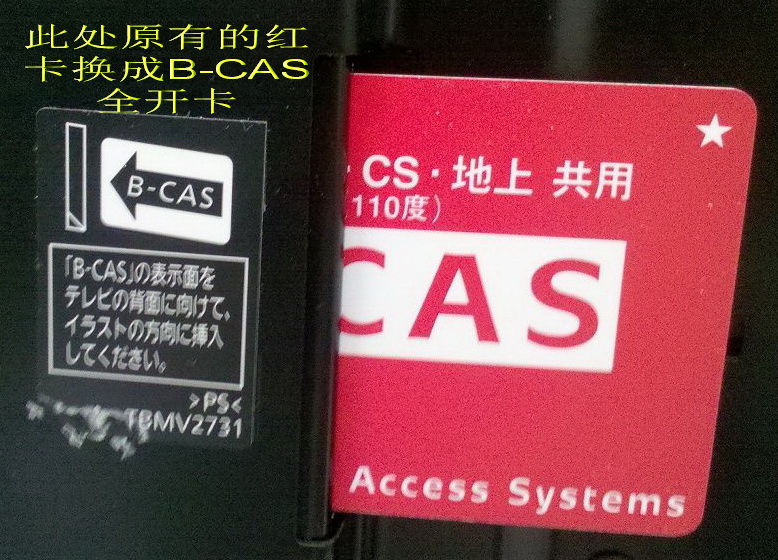 此处原有的红
卡换成B-CAS
全开卡
B-CAS
「B-CAS」の表示面を
テレビの背面に向けて、
イラストの方向に挿入
してください。
>PS<
TBMV2731
★
・CS・地上 共用
110度)
CAS
Access Systems